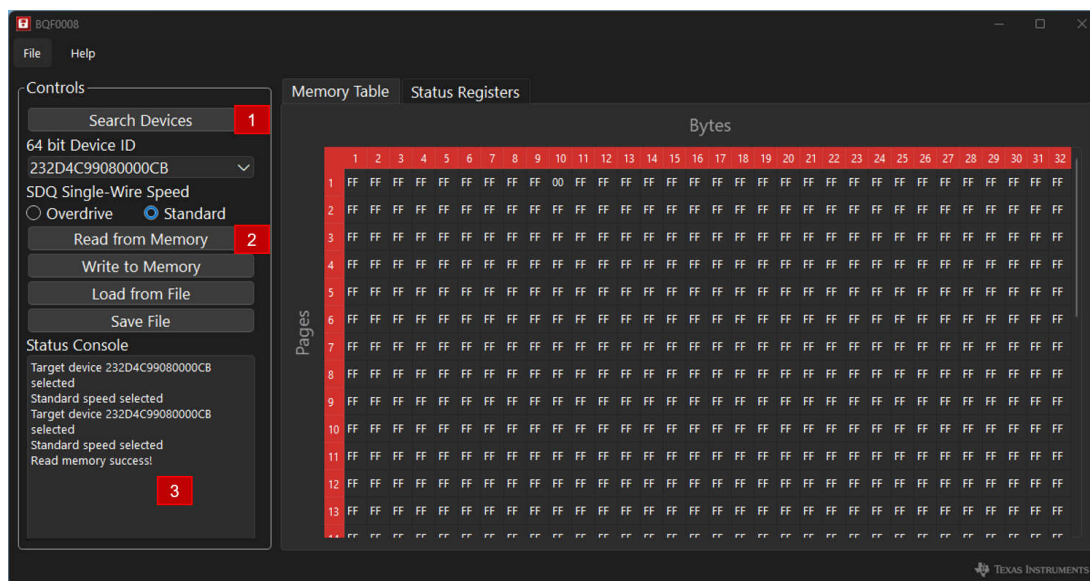 BQF0008
File Help
Controls
Search Devices 1
64 bit Device ID
232D4C99080000CB
SDQ Single-Wire Speed
Overdrive Standard
Read from Memory 2
Write to Memory
Load from File
Save File
Status Console
Target device 232D4C99080000CB
selected
Standard speed selected
Target device 232D4C99080000CB
selected
Standard speed selected
Read memory success!
3
Memory Table Status Registers
Bytes
1 2 3 4 5 6 7 8 9 10 11 12 13 14 15 16 17 18 19 20 21 22 23 24 25 26 27 28 29 30 31 32
Pages
1 FF FF FF FF FF FF FF FF FF 00 FF FF FF FF FF FF FF FF FF FF FF FF FF FF FF FF FF FF FF FF FF FF
2 FF FF FF FF FF FF FF FF FF FF FF FF FF FF FF FF FF FF FF FF FF FF FF FF FF FF FF FF FF FF FF FF
3 FF FF FF FF FF FF FF FF FF FF FF FF FF FF FF FF FF FF FF FF FF FF FF FF FF FF FF FF FF FF FF FF
4 FF FF FF FF FF FF FF FF FF FF FF FF FF FF FF FF FF FF FF FF FF FF FF FF FF FF FF FF FF FF FF FF
5 FF FF FF FF FF FF FF FF FF FF FF FF FF FF FF FF FF FF FF FF FF FF FF FF FF FF FF FF FF FF FF FF
6 FF FF FF FF FF FF FF FF FF FF FF FF FF FF FF FF FF FF FF FF FF FF FF FF FF FF FF FF FF FF FF FF
7 FF FF FF FF FF FF FF FF FF FF FF FF FF FF FF FF FF FF FF FF FF FF FF FF FF FF FF FF FF FF FF FF
8 FF FF FF FF FF FF FF FF FF FF FF FF FF FF FF FF FF FF FF FF FF FF FF FF FF FF FF FF FF FF FF FF
9 FF FF FF FF FF FF FF FF FF FF FF FF FF FF FF FF FF FF FF FF FF FF FF FF FF FF FF FF FF FF FF FF
10 FF FF FF FF FF FF FF FF FF FF FF FF FF FF FF FF FF FF FF FF FF FF FF FF FF FF FF FF FF FF FF FF
11 FF FF FF FF FF FF FF FF FF FF FF FF FF FF FF FF FF FF FF FF FF FF FF FF FF FF FF FF FF FF FF FF
12 FF FF FF FF FF FF FF FF FF FF FF FF FF FF FF FF FF FF FF FF FF FF FF FF FF FF FF FF FF FF FF FF
13 FF FF FF FF FF FF FF FF FF FF FF FF FF FF FF FF FF FF FF FF FF FF FF FF FF FF FF FF FF FF FF FF
TEXAS INSTRUMENTS